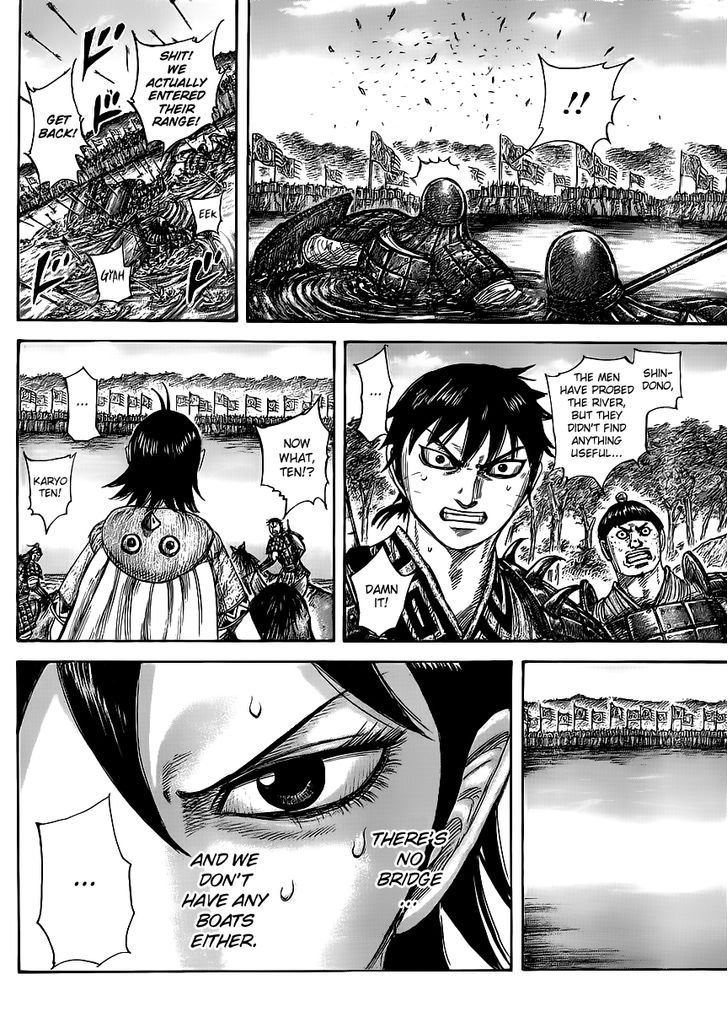 !!
SHIT!
WE
ACTUALLY
ENTERED
THEIR
RANGE!
GET
BACK!
EEK
GYAH
ドドドド
SHIN-
DONO,
THE MEN
HAVE PROBED
THE RIVER,
BUT THEY
DIDN'T FIND
ANYTHING
USEFUL...
...
DAMN
IT!
NOW
WHAT,
TEN!?
...
KARYO
TEN!
THERE'S
NO
BRIDGE
...
AND WE
DON'T
HAVE ANY
BOATS
EITHER.
...